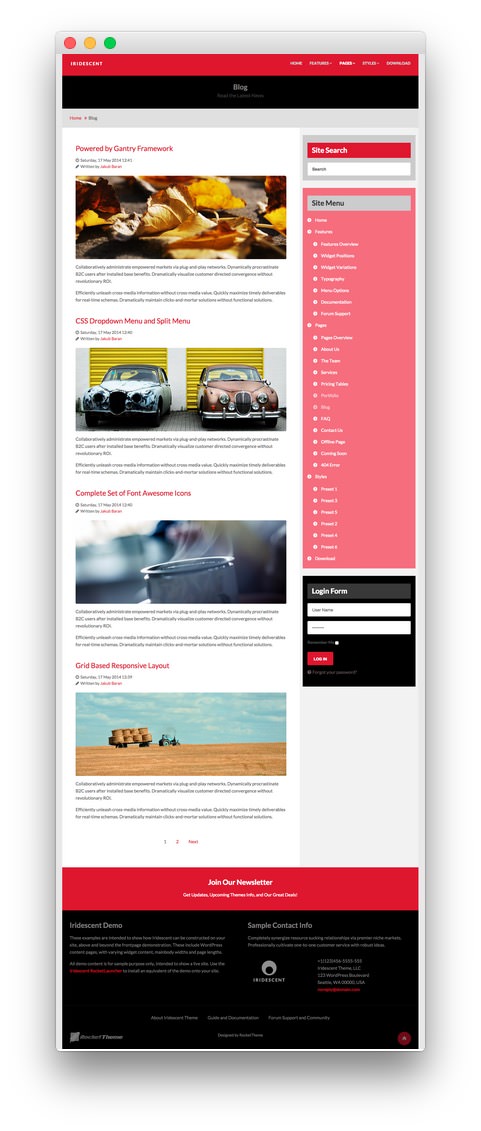 IRIDESCENT
HOME FEATURES PAGES STYLES DOWNLOAD
Blog
Read the Latest News
Home Blog
Powered by Gantry Framework
Saturday, 17 May 2014 12:41
Written by Jakub Baran
Collaboratively administrate empowered markets via plug-and-play networks. Dynamically procrastinate
B2C users after installed base benefits. Dramatically visualize customer directed convergence without
revolutionary ROI.
Efficiently unleash cross-media information without cross-media value. Quickly maximize timely deliverables
for real-time schemas. Dramatically maintain clicks-and-mortar solutions without functional solutions.
CSS Dropdown Menu and Split Menu
Saturday, 17 May 2014 12:40
Written by Jakub Baran
Collaboratively administrate empowered markets via plug-and-play networks. Dynamically procrastinate
B2C users after installed base benefits. Dramatically visualize customer directed convergence without
revolutionary ROI.
Efficiently unleash cross-media information without cross-media value. Quickly maximize timely deliverables
for real-time schemas. Dramatically maintain clicks-and-mortar solutions without functional solutions.
Complete Set of Font Awesome Icons
Saturday, 17 May 2014 12:40
Written by Jakub Baran
Collaboratively administrate empowered markets via plug-and-play networks. Dynamically procrastinate
B2C users after installed base benefits. Dramatically visualize customer directed convergence without
revolutionary ROI.
Efficiently unleash cross-media information without cross-media value. Quickly maximize timely deliverables
for real-time schemas. Dramatically maintain clicks-and-mortar solutions without functional solutions.
Grid Based Responsive Layout
Saturday, 17 May 2014 12:39
Written by Jakub Baran
Collaboratively administrate empowered markets via plug-and-play networks. Dynamically procrastinate
B2C users after installed base benefits. Dramatically visualize customer directed convergence without
revolutionary ROI.
Efficiently unleash cross-media information without cross-media value. Quickly maximize timely deliverables
for real-time schemas. Dramatically maintain clicks-and-mortar solutions without functional solutions.
1 2 Next
Site Search
Search
Site Menu
Home
Features
Features Overview
Widget Positions
Widget Variations
Typography
Menu Options
Documentation
Forum Support
Pages
Pages Overview
About Us
The Team
Services
Pricing Tables
Portfolio
Blog
FAQ
Contact Us
Offline Page
Coming Soon
404 Error
Styles
Preset 1
Preset 3
Preset 5
Preset 2
Preset 4
Preset 6
Download
Login Form
User Name
Remember Me
LOG IN
Forgot your password?
Join Our Newsletter
Get Updates, Upcoming Themes Info, and Our Great Deals!
Iridescent Demo
These examples are intended to show how Iridescent can be constructed on your
site, above and beyond the frontpage demonstration. These include WordPress
content pages, with varying widget content, mainbody widths and page lengths.
All demo content is for sample purpose only, intended to show a live site. Use the
Iridescent RocketLauncher to install an equivalent of the demo onto your site.
Sample Contact Info
Completely synergize resource sucking relationships via premier niche markets.
Professionally cultivate one-to-one customer service with robust ideas.
IRIDESCENT
+1(123)456-5555-555
Iridescent Theme, LLC
123 WordPress Boulevard
Seattle, WA 00000, USA
noreply@domain.com
About Iridescent Theme Guide and Documentation Forum Support and Community
RocketTheme
Designed by RocketTheme